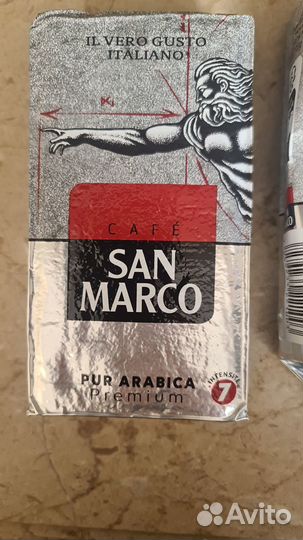 IL VERO GUSTO
ITALIANO
CAFÉ
SAN
MARCO
PUR ARABICA
Premium
INTENSITÉ
7
Avito